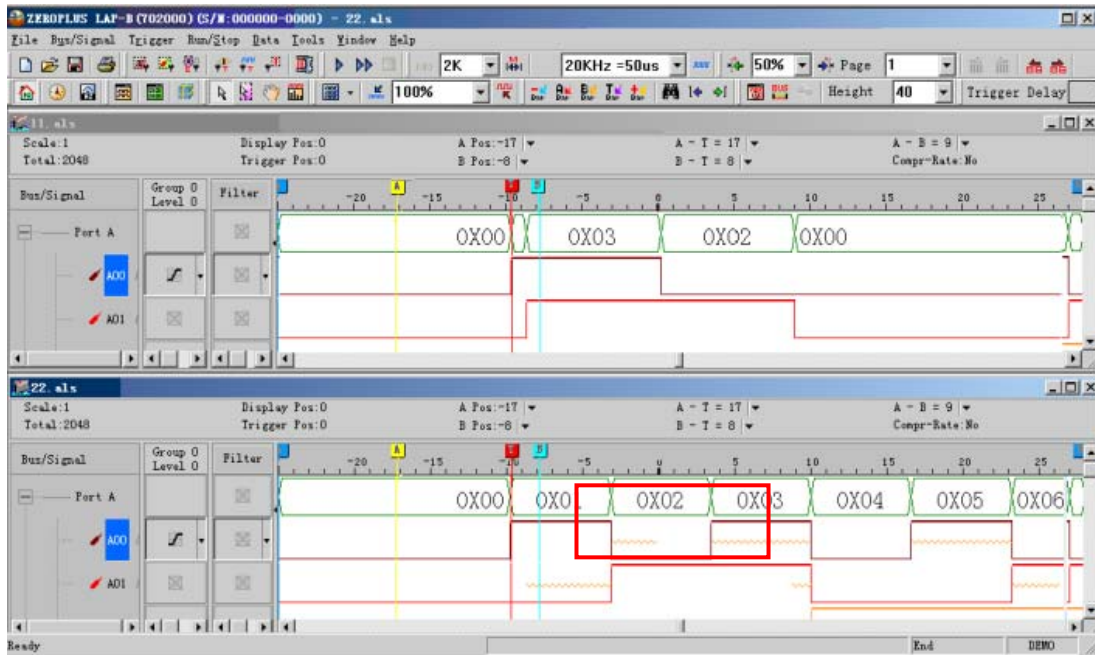 ZEROPLUS LAP-B(702000) (S/N:000000-0000) - 22.als
File Bus/Signal Trigger Run/Stop Data Tools Window Help
2K 20KHz =50us 50% Page 1
100% Height 40 Trigger Delay
11.als
Scale:1 Display Pos:0 A Pos:-17 A - T = 17 A - B = 9
Total:2048 Trigger Pos:0 B Pos:-8 B - T = 8 Compr-Rate:No
Bus/Signal Group 0 Level 0 Filter -20 A -15 -10 B -5 0 5 10 15 20 25
Port A 0X00 0X03 0X02 0X00
A00
A01
22.als
Scale:1 Display Pos:0 A Pos:-17 A - T = 17 A - B = 9
Total:2048 Trigger Pos:0 B Pos:-8 B - T = 8 Compr-Rate:No
Bus/Signal Group 0 Level 0 Filter -20 A -15 B -5 0 5 10 15 20 25
Port A 0X00 0X0 0X02 0X03 0X04 0X05 0X06
A00
A01
Ready End DEMO